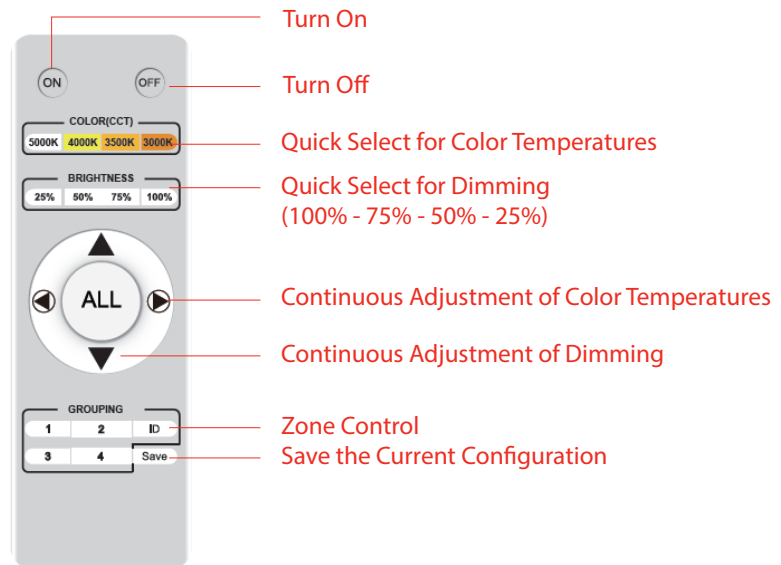 Turn On
ON
OFF
Turn Off
COLOR(CCT)
5000K 4000K 3500K 3000K
Quick Select for Color Temperatures
BRIGHTNESS
25% 50% 75% 100%
Quick Select for Dimming
(100% - 75% - 50% - 25%)
ALL
Continuous Adjustment of Color Temperatures
Continuous Adjustment of Dimming
GROUPING
1 2 ID
Zone Control
3 4 Save
Save the Current Configuration